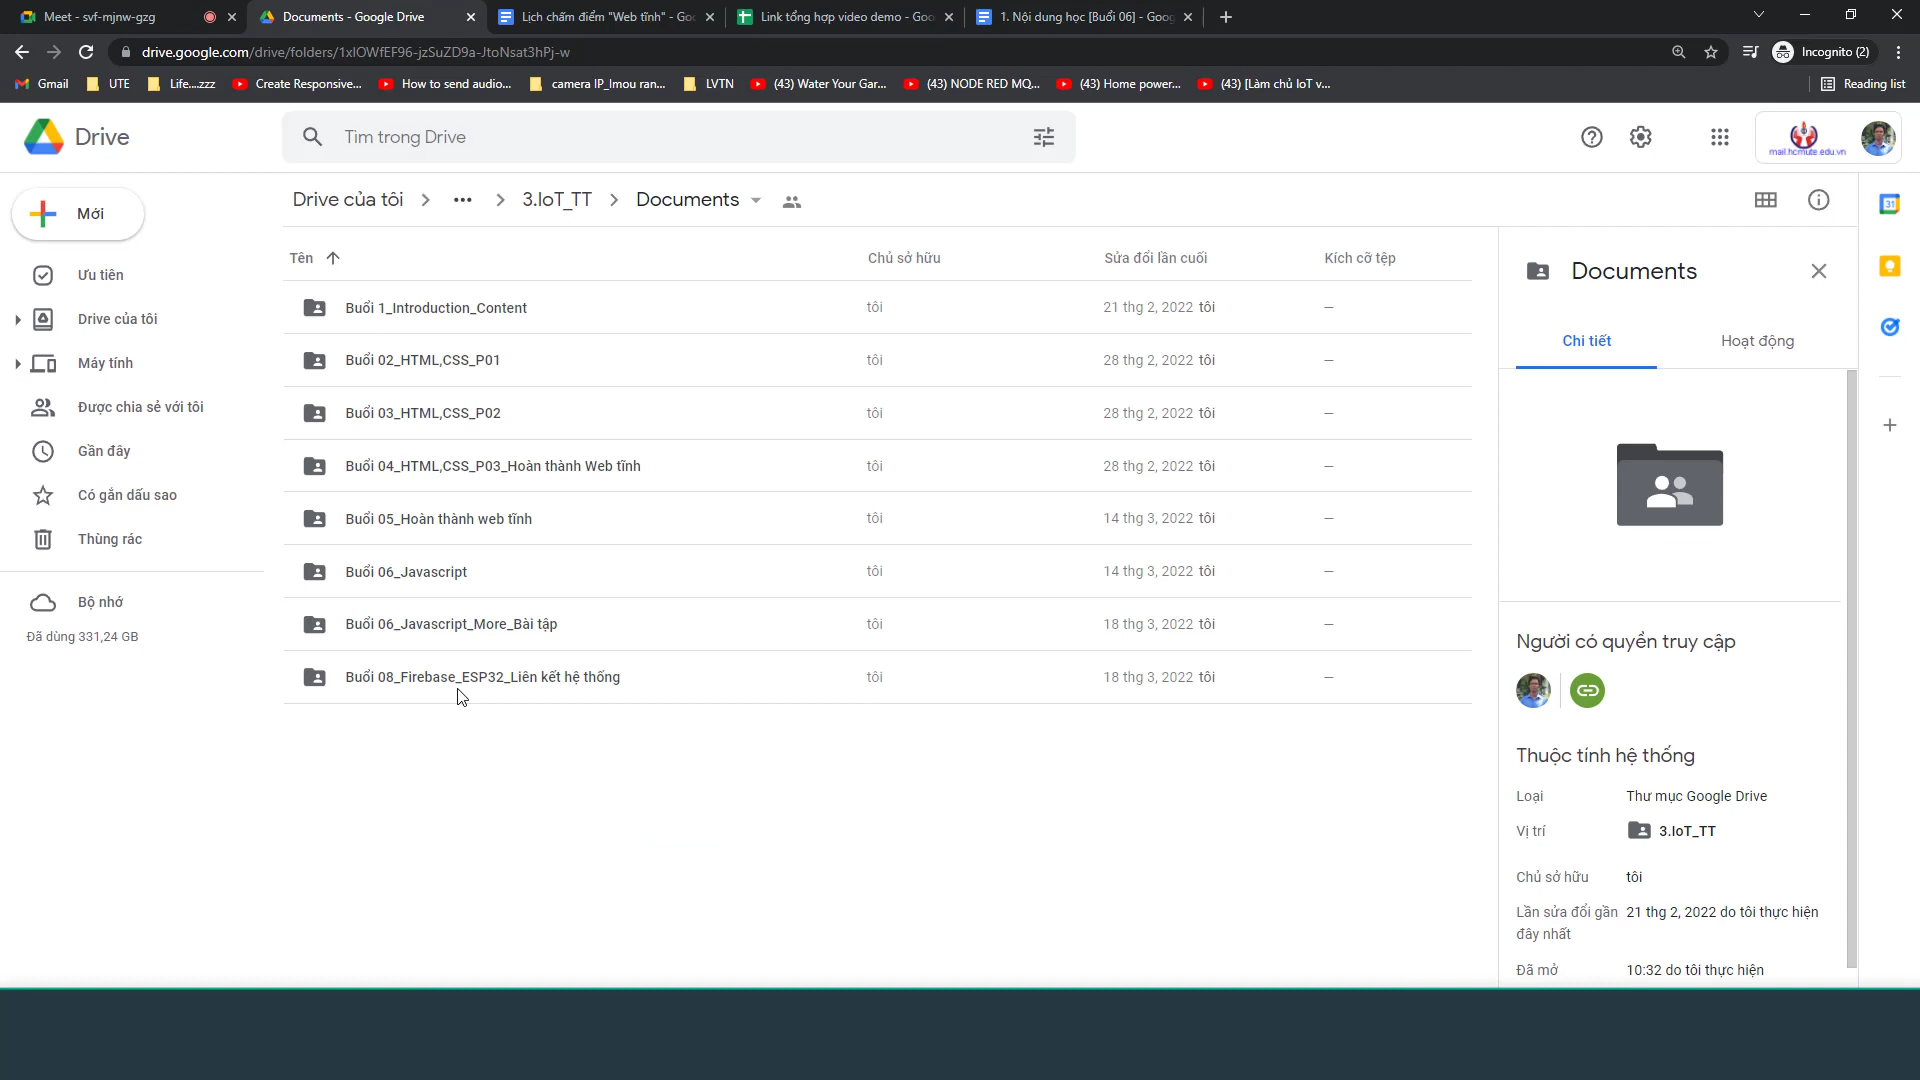 Meet - svf-mjnw-gzg
Documents - Google Drive
Lịch chấm điểm "Web tĩnh" - Goo
Link tổng hợp video demo - Goo
1. Nội dung học [Buổi 06] - Goog
drive.google.com/drive/folders/1xIOWfEF96-jzSuZD9a-JtoNsat3hPj-w
Incognito (2)
Gmail
UTE
Life....zzz
Create Responsive...
How to send audio...
camera IP_Imou ran...
LVTN
(43) Water Your Gar...
(43) NODE RED MQ...
(43) Home power...
(43) [Làm chủ IoT v...
Reading list
Drive
Tìm trong Drive
mail.hcmute.edu.vn
Mới
Drive của tôi
•••
3.IoT_TT
Documents
Ưu tiên
Drive của tôi
Máy tính
Được chia sẻ với tôi
Gần đây
Có gắn dấu sao
Thùng rác
Bộ nhớ
Đã dùng 331,24 GB
Tên Chủ sở hữu Sửa đổi lần cuối Kích cỡ tệp
Buổi 1_Introduction_Content tôi 21 thg 2, 2022 tôi —
Buổi 02_HTML,CSS_P01 tôi 28 thg 2, 2022 tôi —
Buổi 03_HTML,CSS_P02 tôi 28 thg 2, 2022 tôi —
Buổi 04_HTML,CSS_P03_Hoàn thành Web tĩnh tôi 28 thg 2, 2022 tôi —
Buổi 05_Hoàn thành web tĩnh tôi 14 thg 3, 2022 tôi —
Buổi 06_Javascript tôi 14 thg 3, 2022 tôi —
Buổi 06_Javascript_More_Bài tập tôi 18 thg 3, 2022 tôi —
Buổi 08_Firebase_ESP32_Liên kết hệ thống tôi 18 thg 3, 2022 tôi —
Documents
Chi tiết
Hoạt động
Người có quyền truy cập
Thuộc tính hệ thống
Loại Thư mục Google Drive
Vị trí 3.IoT_TT
Chủ sở hữu tôi
Lần sửa đổi gần 21 thg 2, 2022 do tôi thực hiện
đây nhất
Đã mở 10:32 do tôi thực hiện
31